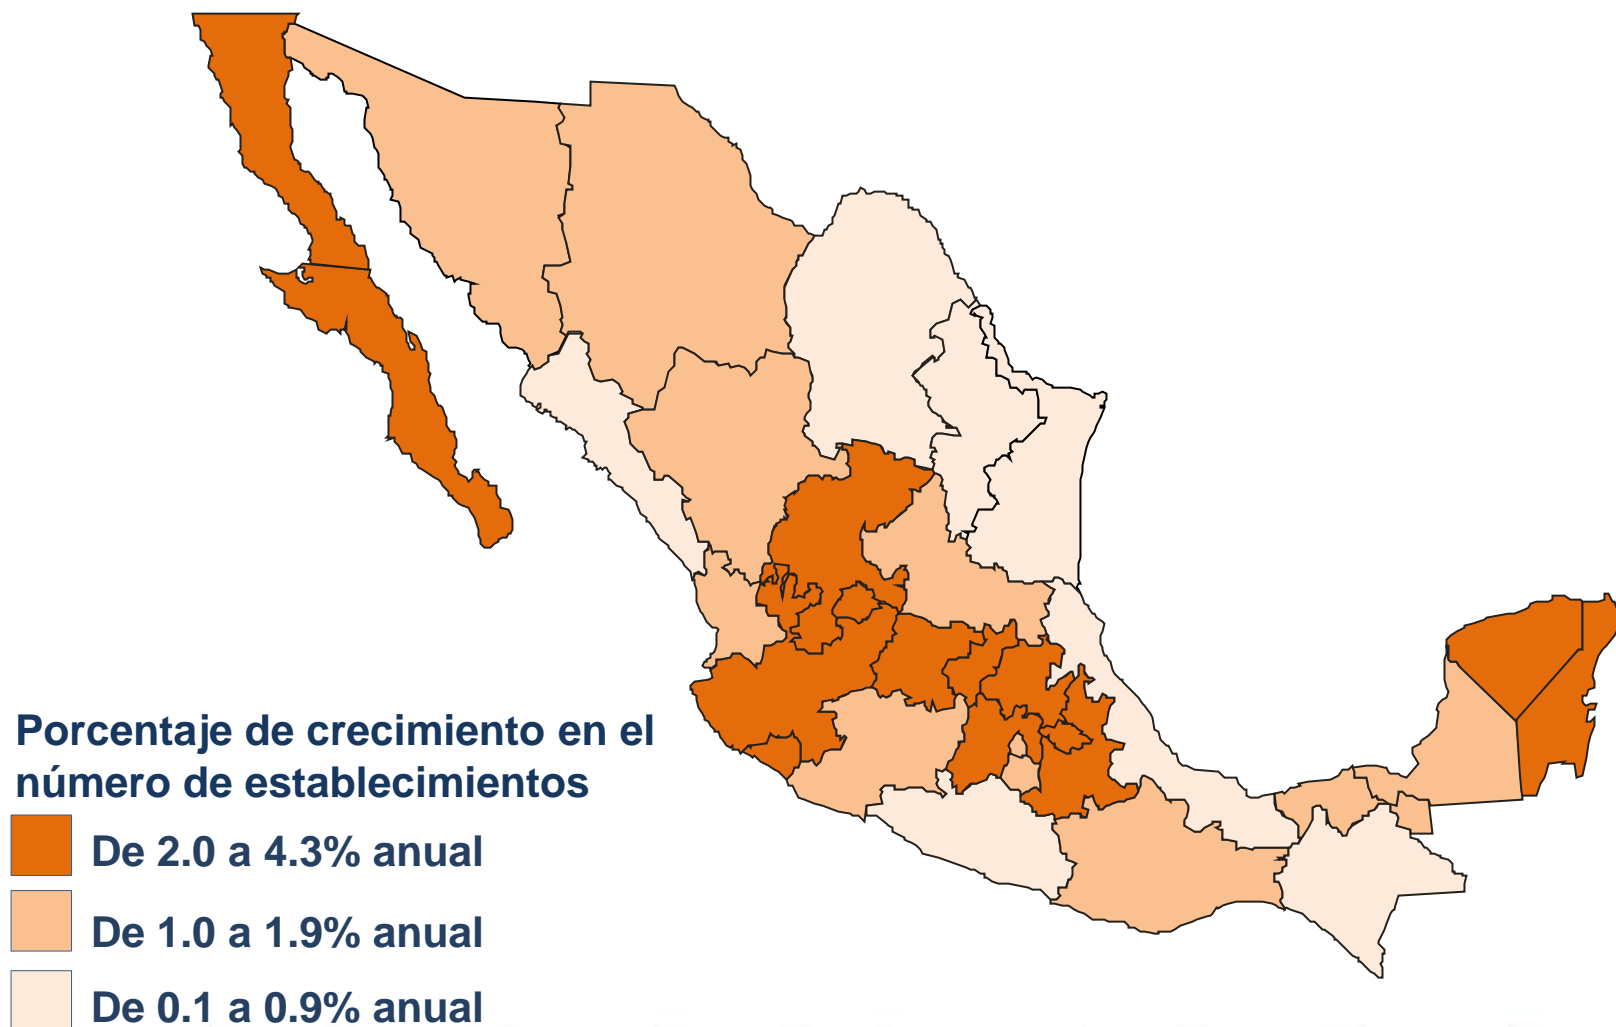 Porcentaje de crecimiento en el
número de establecimientos
De 2.0 a 4.3% anual
De 1.0 a 1.9% anual
De 0.1 a 0.9% anual